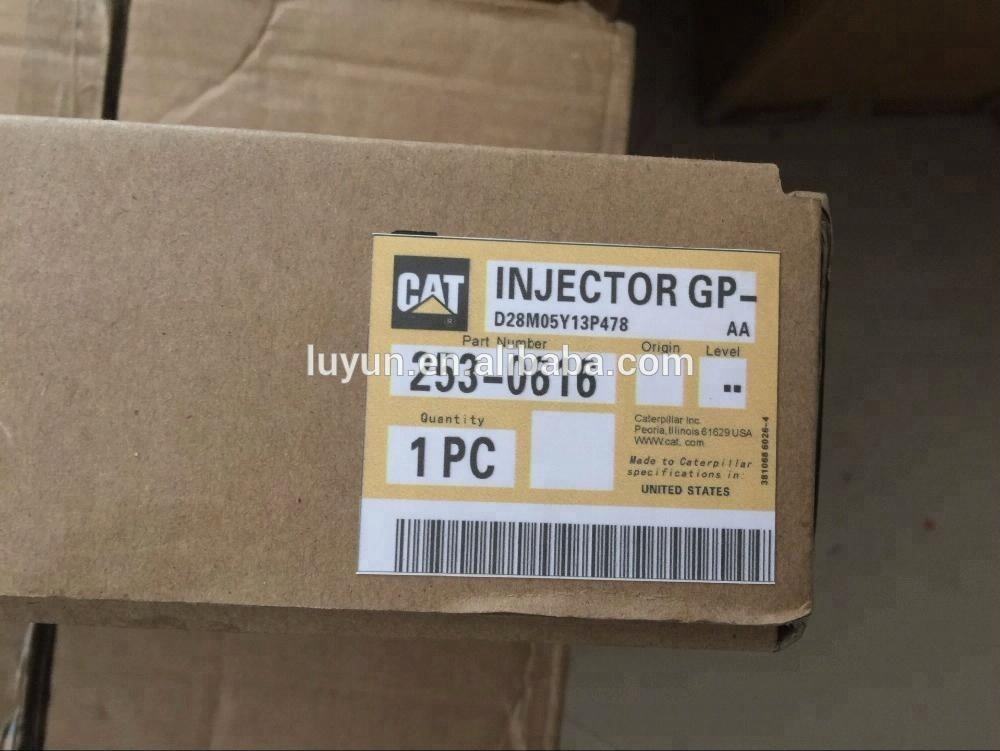 CAT
®
INJECTOR GP-
D28M05Y13P478 AA
Part Number Origin Level
luyun.en.alibaba.com
253-0616
..
Quantity
1 PC
Caterpillar Inc.
Peoria, Illinois 61629 USA
WWW.cat. com
Made to Caterpillar
specifications in:
UNITED STATES
3810686026-4